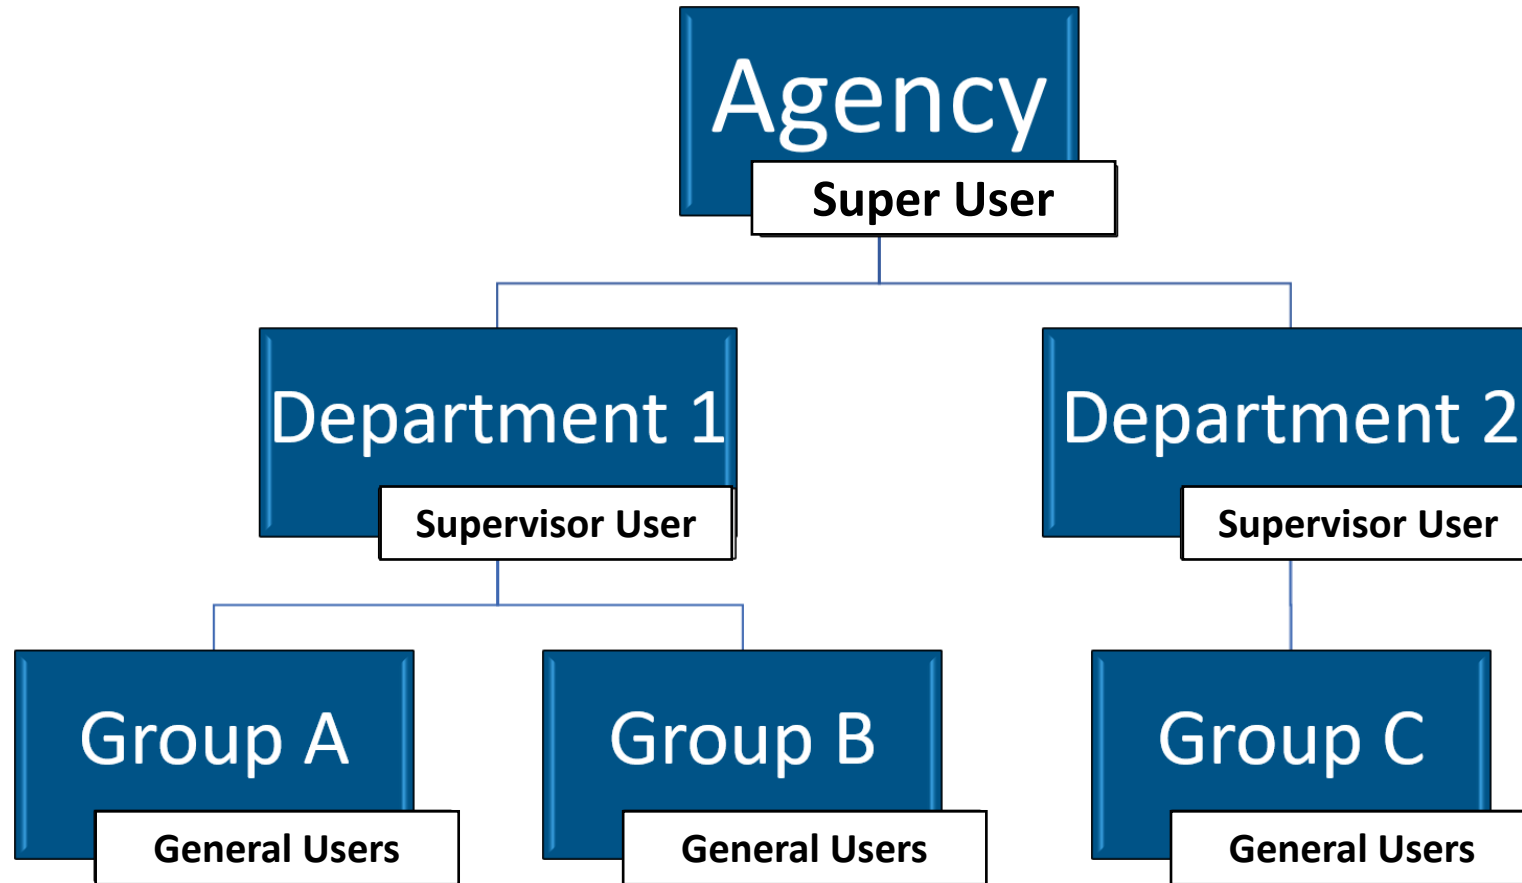 Agency
Super User
Department 1
Supervisor User
Department 2
Supervisor User
Group A
General Users
Group B
General Users
Group C
General Users